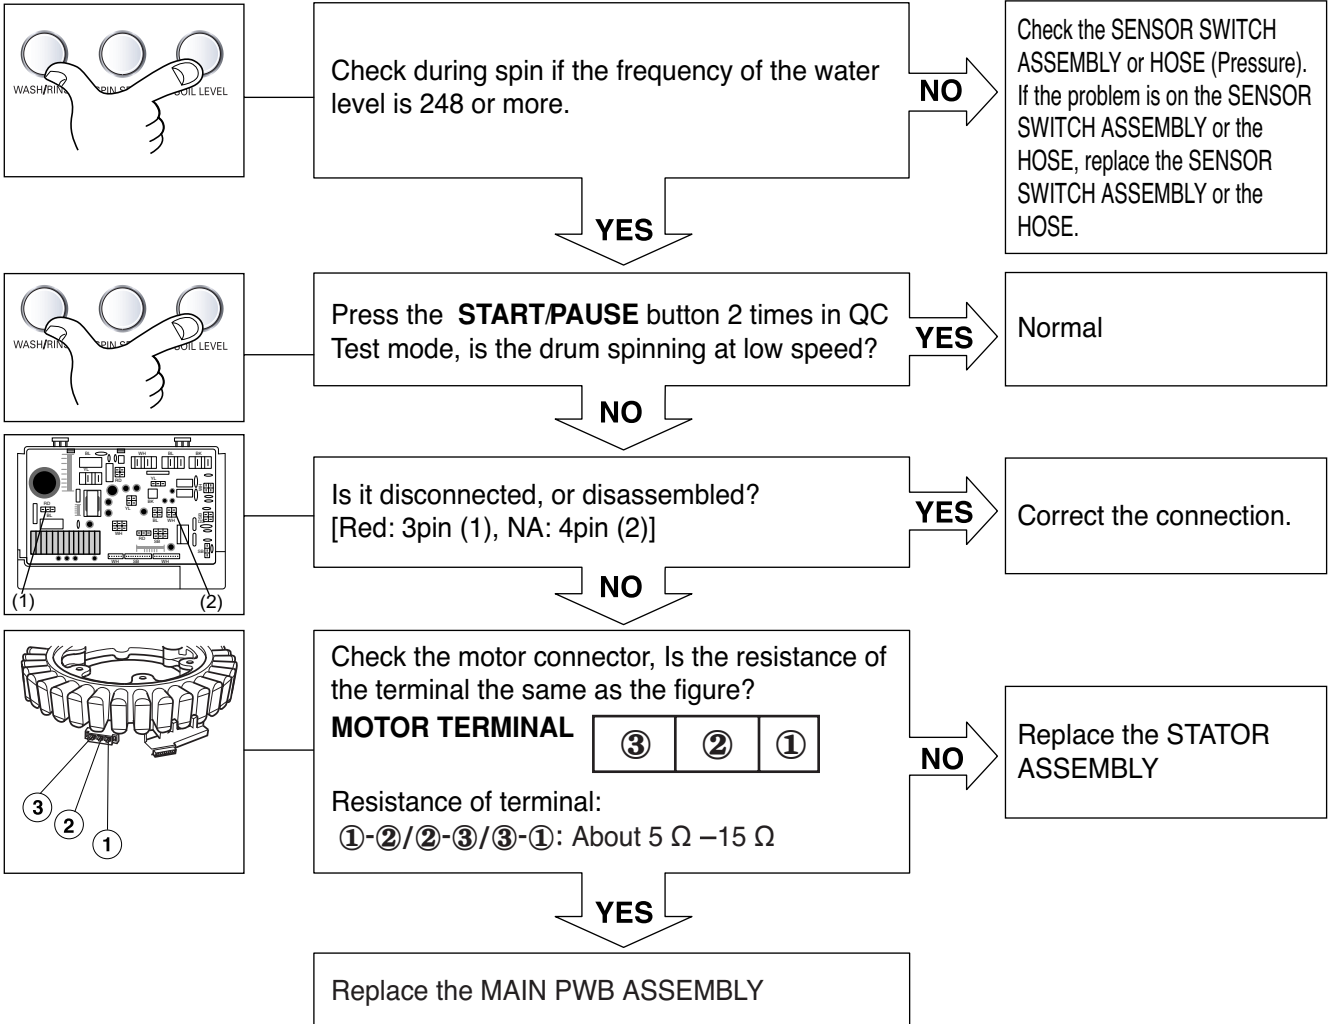 WASH/RIN
SPIN S
OIL LEVEL
Check during spin if the frequency of the water
level is 248 or more.
NO
Check the SENSOR SWITCH
ASSEMBLY or HOSE (Pressure).
If the problem is on the SENSOR
SWITCH ASSEMBLY or the
HOSE, replace the SENSOR
SWITCH ASSEMBLY or the
HOSE.
YES
WASH/RIN
SPIN S
OIL LEVEL
Press the START/PAUSE button 2 times in QC
Test mode, is the drum spinning at low speed?
YES
Normal
NO
(1)
(2)
Is it disconnected, or disassembled?
[Red: 3pin (1), NA: 4pin (2)]
YES
Correct the connection.
NO
3
2
1
Check the motor connector, Is the resistance of
the terminal the same as the figure?
MOTOR TERMINAL
③ ② ①
Resistance of terminal:
①-②/②-③/③-①: About 5 Ω –15 Ω
NO
Replace the STATOR
ASSEMBLY
YES
Replace the MAIN PWB ASSEMBLY